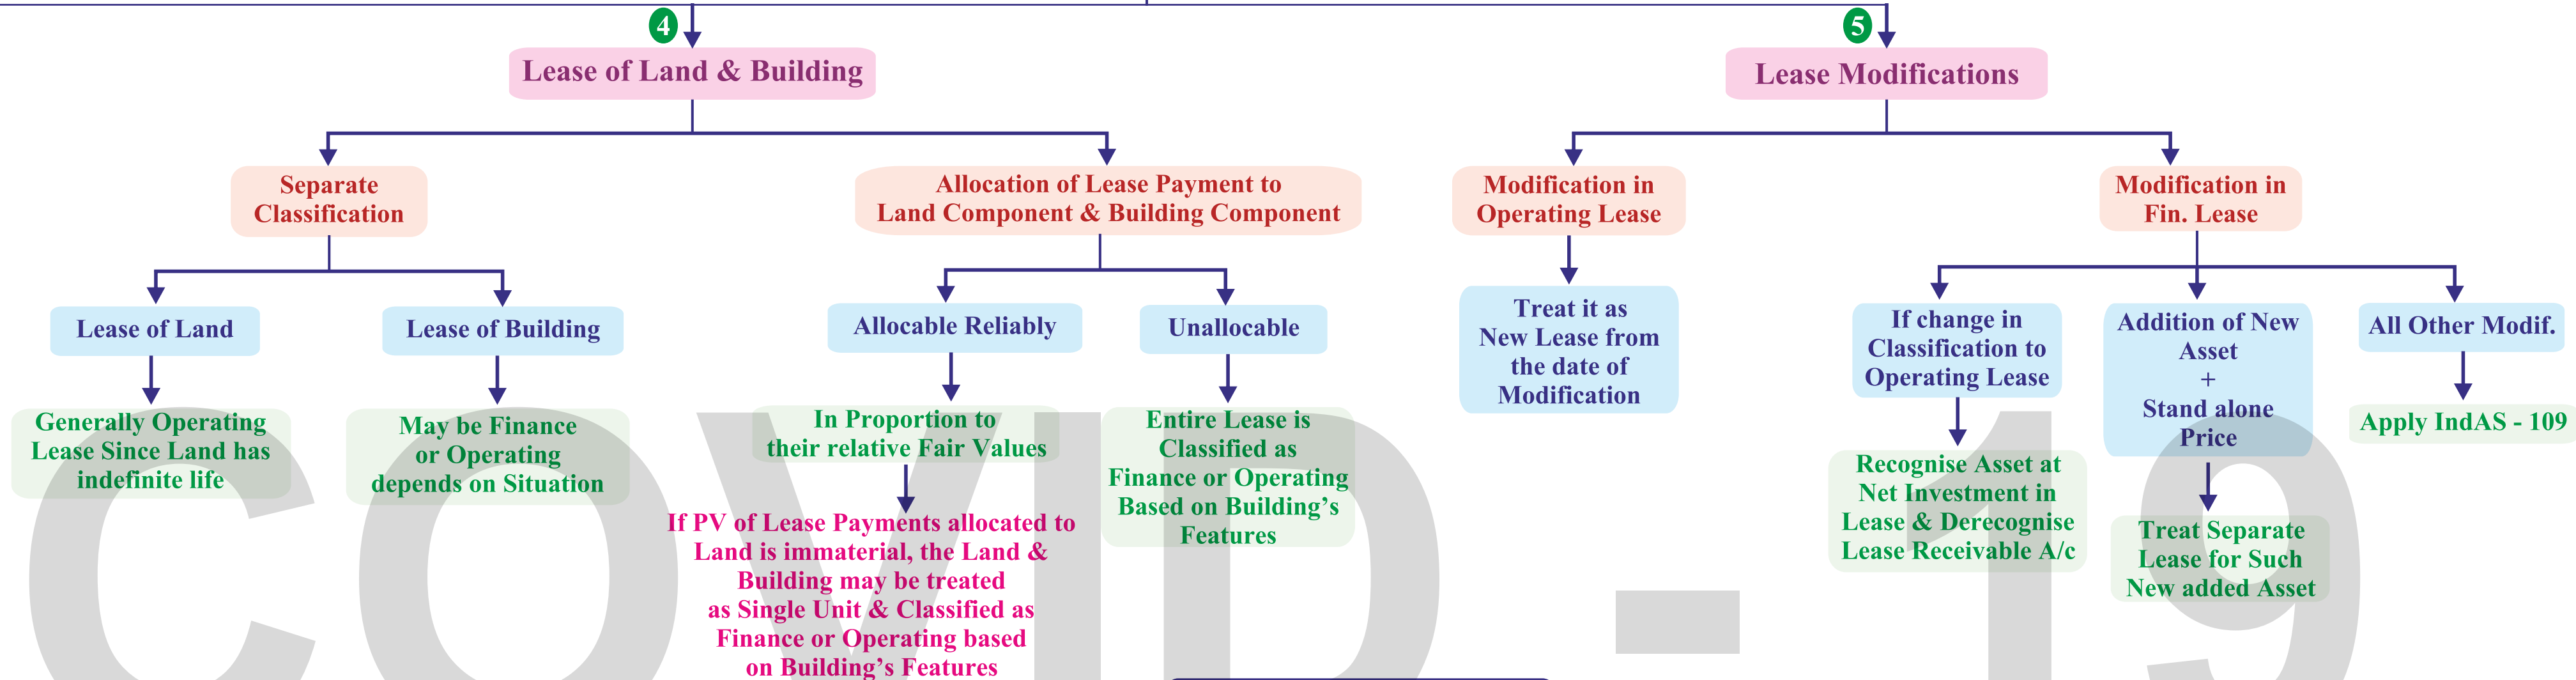 4
Lease of Land & Building
Separate
Classification
Lease of Land
Generally Operating
Lease Since Land has
indefinite life
Lease of Building
May be Finance
or Operating
depends on Situation
Allocation of Lease Payment to
Land Component & Building Component
Allocable Reliably
In Proportion to
their relative Fair Values
If PV of Lease Payments allocated to
Land is immaterial, the Land &
Building may be treated
as Single Unit & Classified as
Finance or Operating based
on Building's Features
Unallocable
Entire Lease is
Classified as
Finance or Operating
Based on Building's
Features
5
Lease Modifications
Modification in
Operating Lease
Treat it as
New Lease from
the date of
Modification
Modification in
Fin. Lease
If change in
Classification to
Operating Lease
Recognise Asset at
Net Investment in
Lease & Derecognise
Lease Receivable A/c
Addition of New
Asset
+
Stand alone
Price
Treat Separate
Lease for Such
New added Asset
All Other Modif.
Apply IndAS - 109
COVID - 19